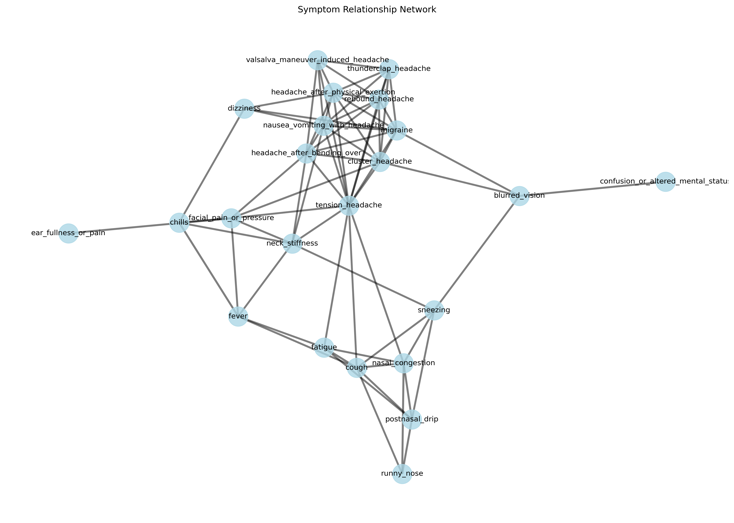 Symptom Relationship Network
valsalva_maneuver_induced_headache
thunderclap_headache
headache_after_physical_exertion
rebound_headache
dizziness
nausea_vomiting_with_headache
migraine
headache_after_bending_over
cluster_headache
confusion_or_altered_mental_status
blurred_vision
tension_headache
facial_pain_or_pressure
chills
ear_fullness_or_pain
neck_stiffness
sneezing
fever
fatigue
nasal_congestion
cough
postnasal_drip
runny_nose